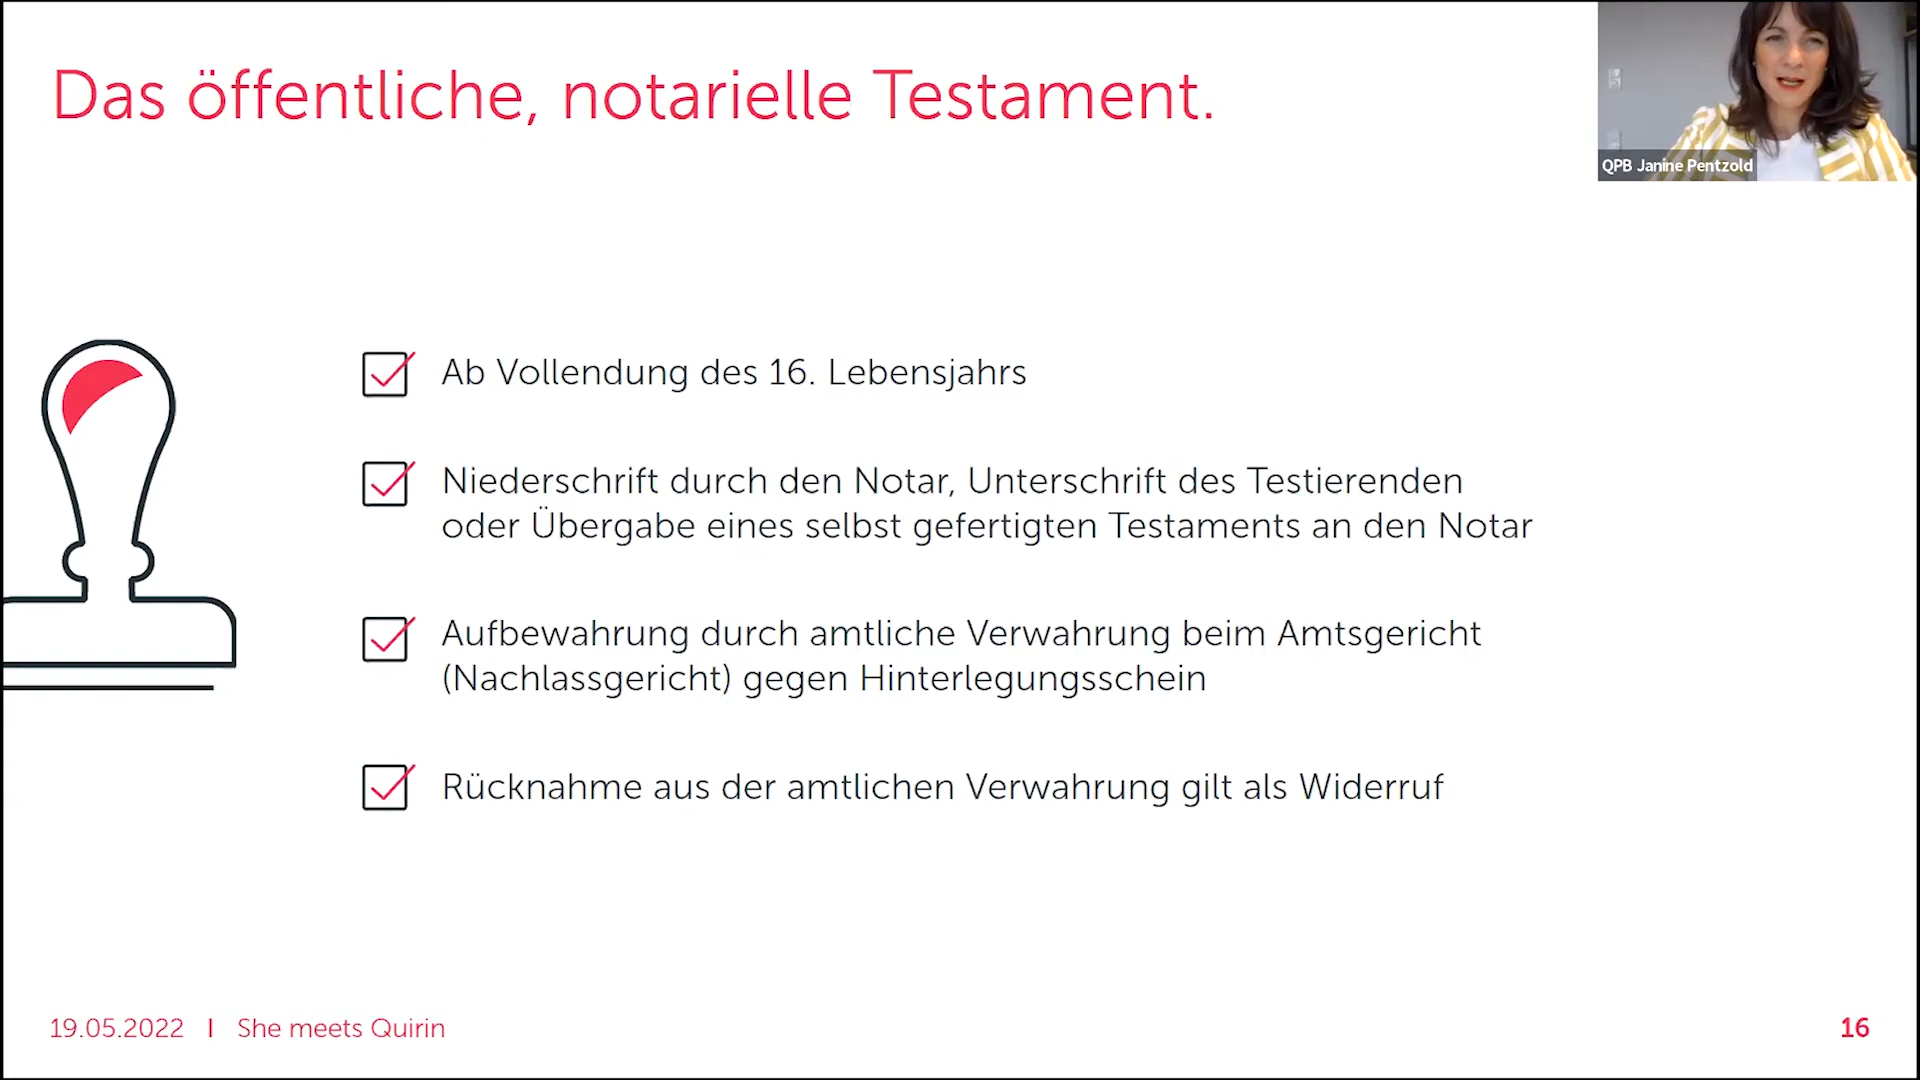 Das öffentliche, notarielle Testament.
QPB Janine Pentzold
Ab Vollendung des 16. Lebensjahrs
Niederschrift durch den Notar, Unterschrift des Testierenden
oder Übergabe eines selbst gefertigten Testaments an den Notar
Aufbewahrung durch amtliche Verwahrung beim Amtsgericht
(Nachlassgericht) gegen Hinterlegungsschein
Rücknahme aus der amtlichen Verwahrung gilt als Widerruf
19.05.2022 | She meets Quirin
16